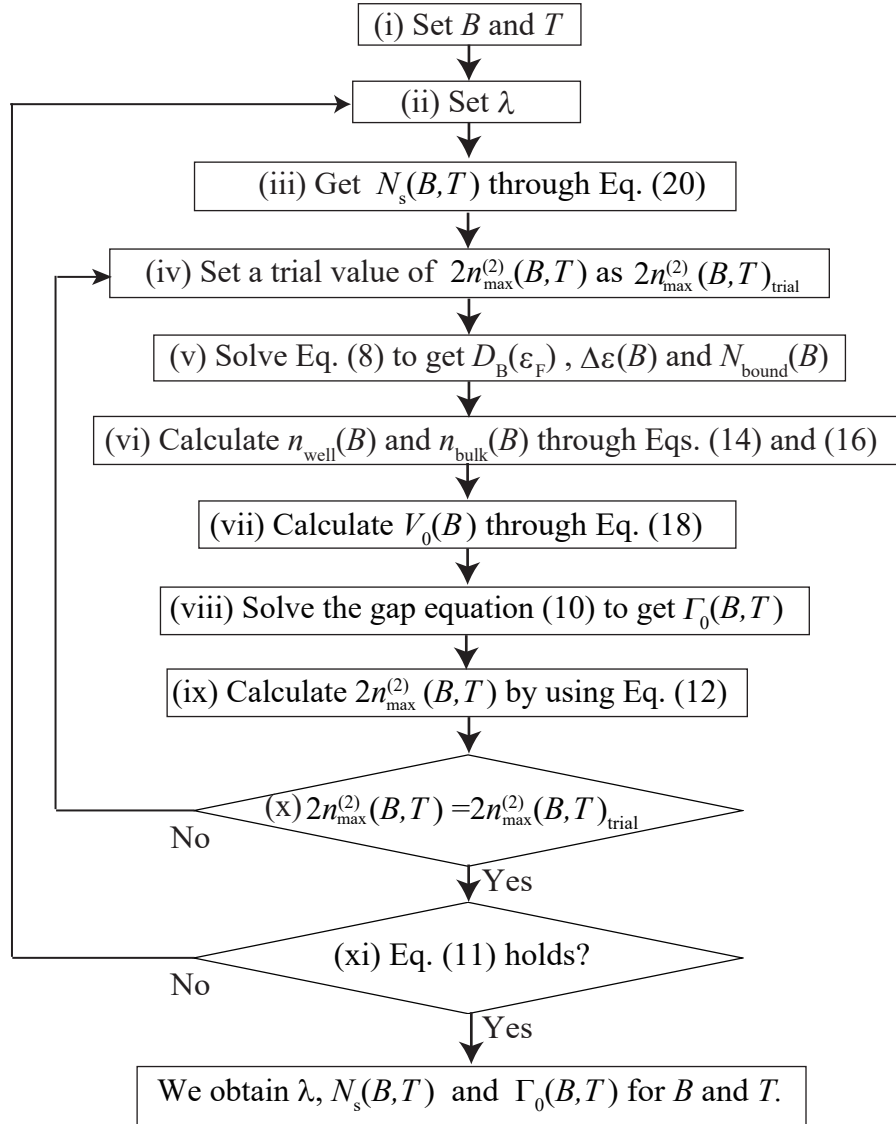 (i) Set B and T
(ii) Set λ
(iii) Get N_s(B,T) through Eq. (20)
(iv) Set a trial value of 2n_max^(2)(B,T) as 2n_max^(2)(B,T)_trial
(v) Solve Eq. (8) to get D_B(ε_F) , Δε(B) and N_bound(B)
(vi) Calculate n_well(B) and n_bulk(B) through Eqs. (14) and (16)
(vii) Calculate V_0(B) through Eq. (18)
(viii) Solve the gap equation (10) to get Γ_0(B,T)
(ix) Calculate 2n_max^(2)(B,T) by using Eq. (12)
(x) 2n_max^(2)(B,T) =2n_max^(2)(B,T)_trial
No
Yes
(xi) Eq. (11) holds?
No
Yes
We obtain λ, N_s(B,T) and Γ_0(B,T) for B and T.